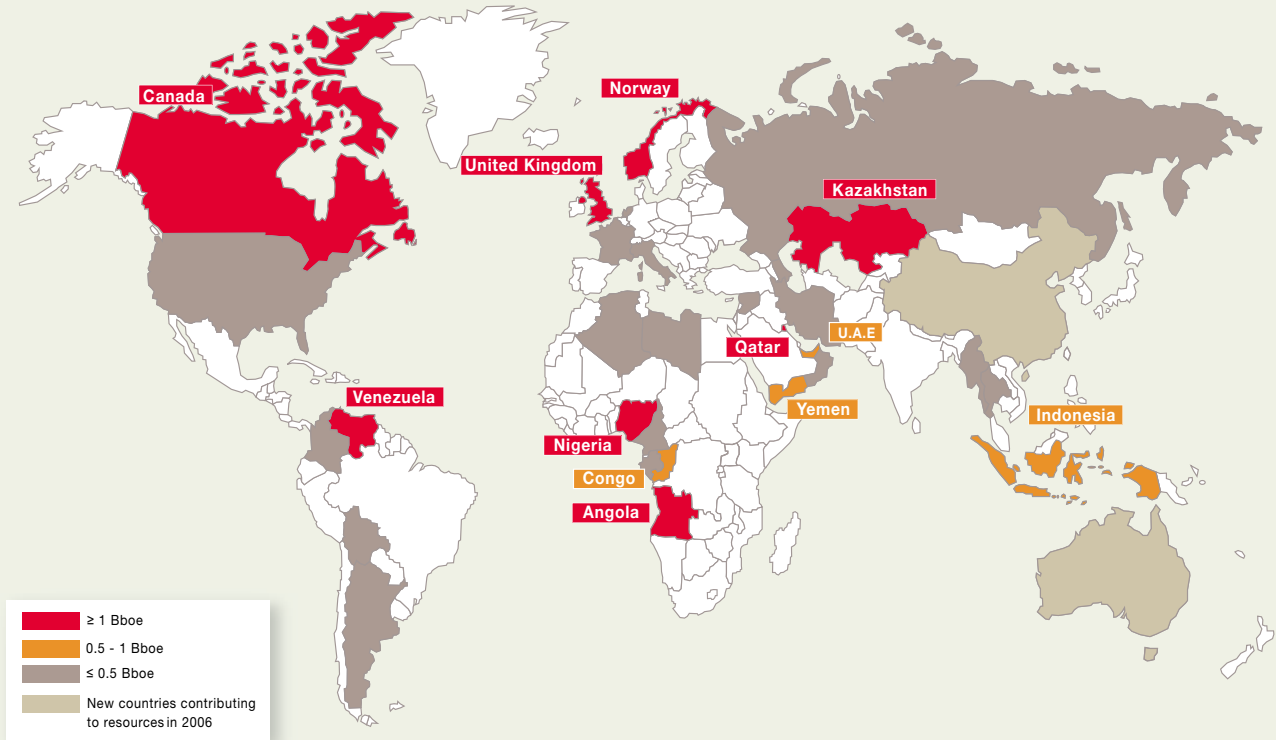 Canada
Norway
United Kingdom
Kazakhstan
U.A.E
Qatar
Venezuela
Yemen
Indonesia
Nigeria
Congo
Angola
≥ 1 Bboe
0.5 - 1 Bboe
≤ 0.5 Bboe
New countries contributing
to resources in 2006